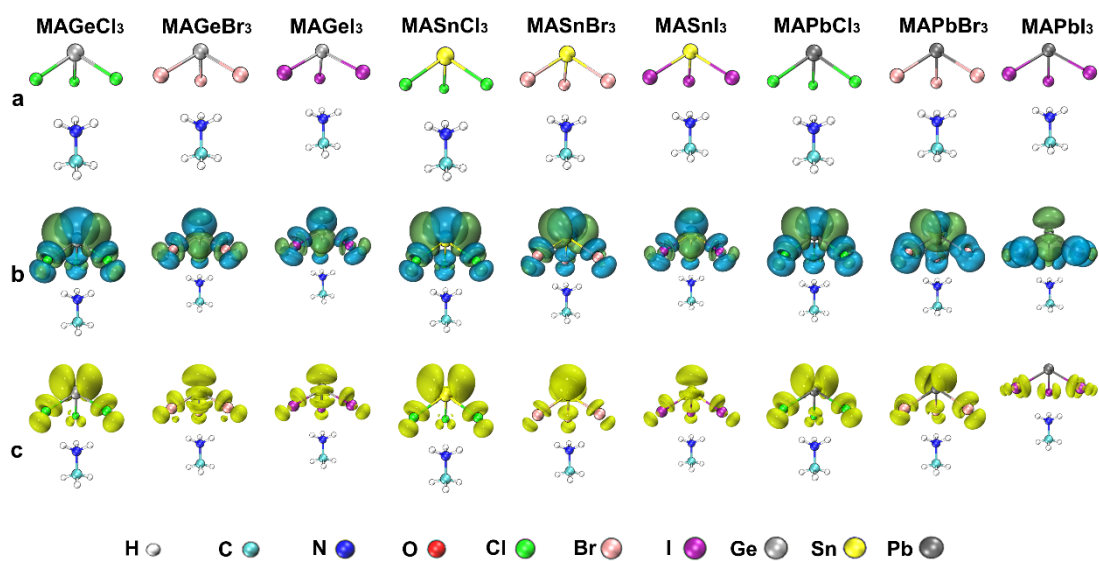 MAGeCl3 MAGeBr3 MAGeI3 MASnCl3 MASnBr3 MASnI3 MAPbCl3 MAPbBr3 MAPbI3
a
b
c
H C N O Cl Br I Ge Sn Pb